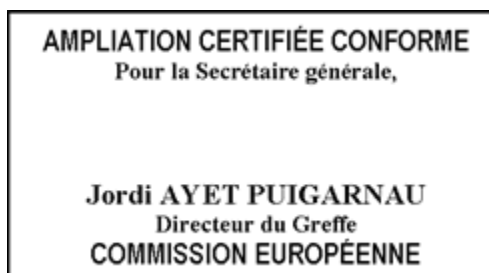 AMPLIATION CERTIFIÉE CONFORME
Pour la Secrétaire générale,
Jordi AYET PUIGARNAU
Directeur du Greffe
COMMISSION EUROPÉENNE